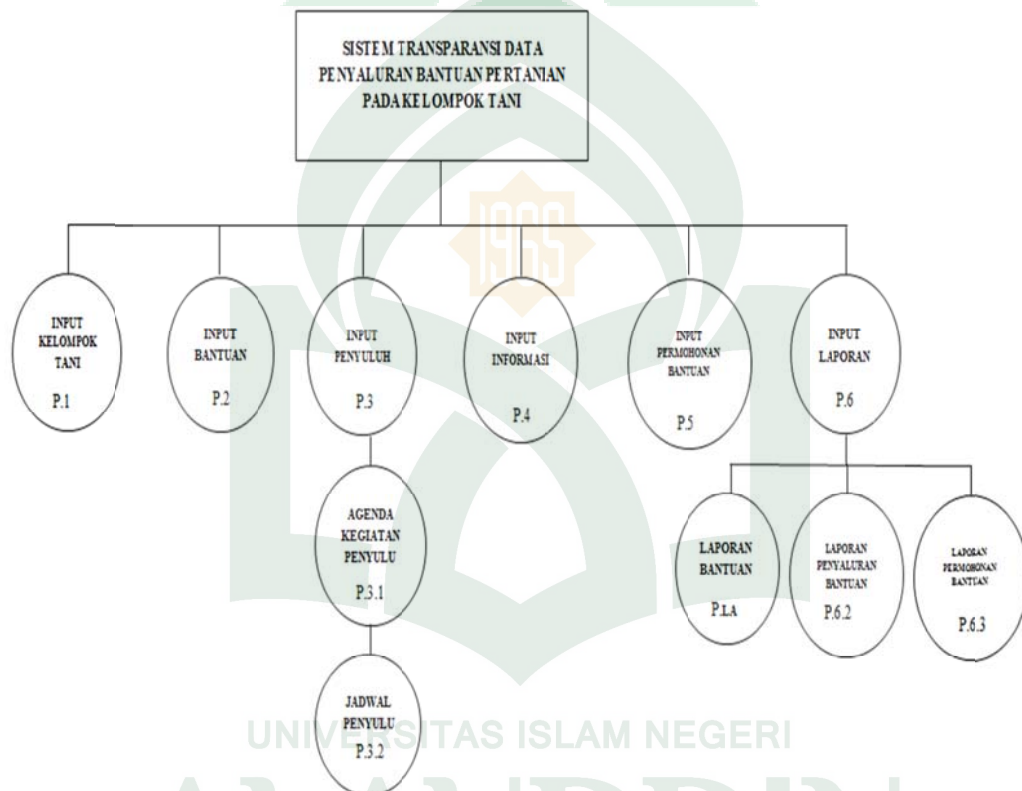 SISTEM TRANSPARANSI DATA
PENYALURAN BANTUAN PERTANIAN
PADA KELOMPOK TANI
1965
INPUT
KELOMPOK
TANI
P.1
INPUT
BANTUAN
P.2
INPUT
PENYULUH
P.3
INPUT
INFORMASI
P.4
INPUT
PERMOHONAN
BANTUAN
P.5
INPUT
LAPORAN
P.6
AGENDA
KEGIATAN
PENYULU
P.3.1
JADWAL
PENYULU
P.3.2
LAPORAN
BANTUAN
P.LA
LAPORAN
PENYALURAN
BANTUAN
P.6.2
LAPORAN
PERMOHONAN
BANTUAN
P.6.3
UNIVERSITAS ISLAM NEGERI